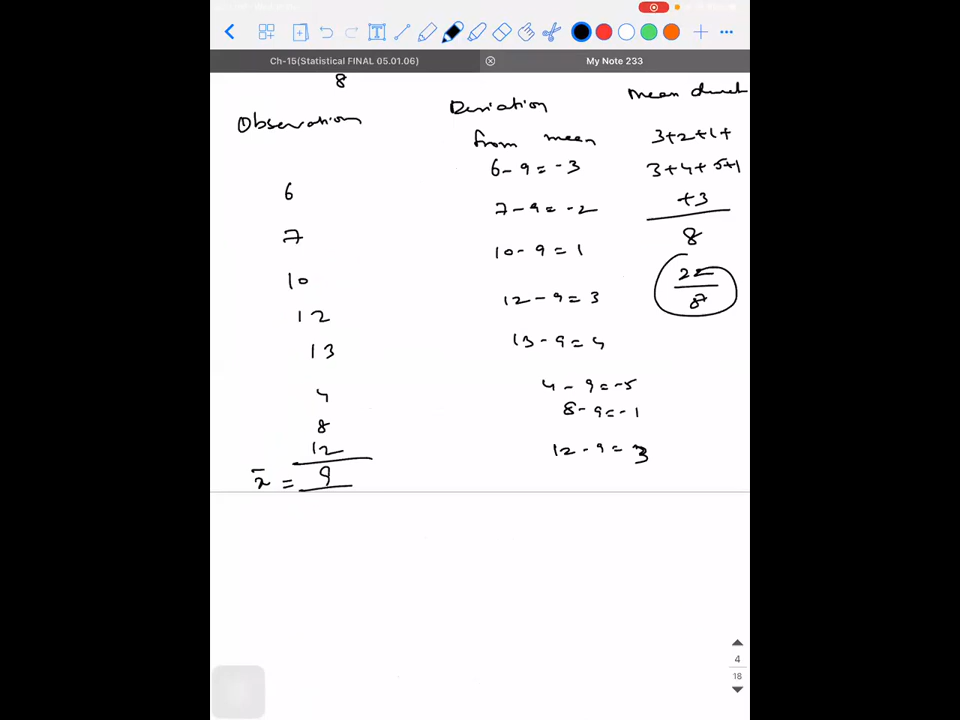 Ch-15(Statistical FINAL 05.01.06)
My Note 233
8
Observation
6
7
10
12
13
4
8
12
x̄ = 9
Deviation
from mean
6 - 9 = -3
7 - 9 = -2
10 - 9 = 1
12 - 9 = 3
13 - 9 = 4
4 - 9 = -5
8 - 9 = -1
12 - 9 = 3
mean
3+2+1+
3+4+5+1
+3
8
22
8
4
18